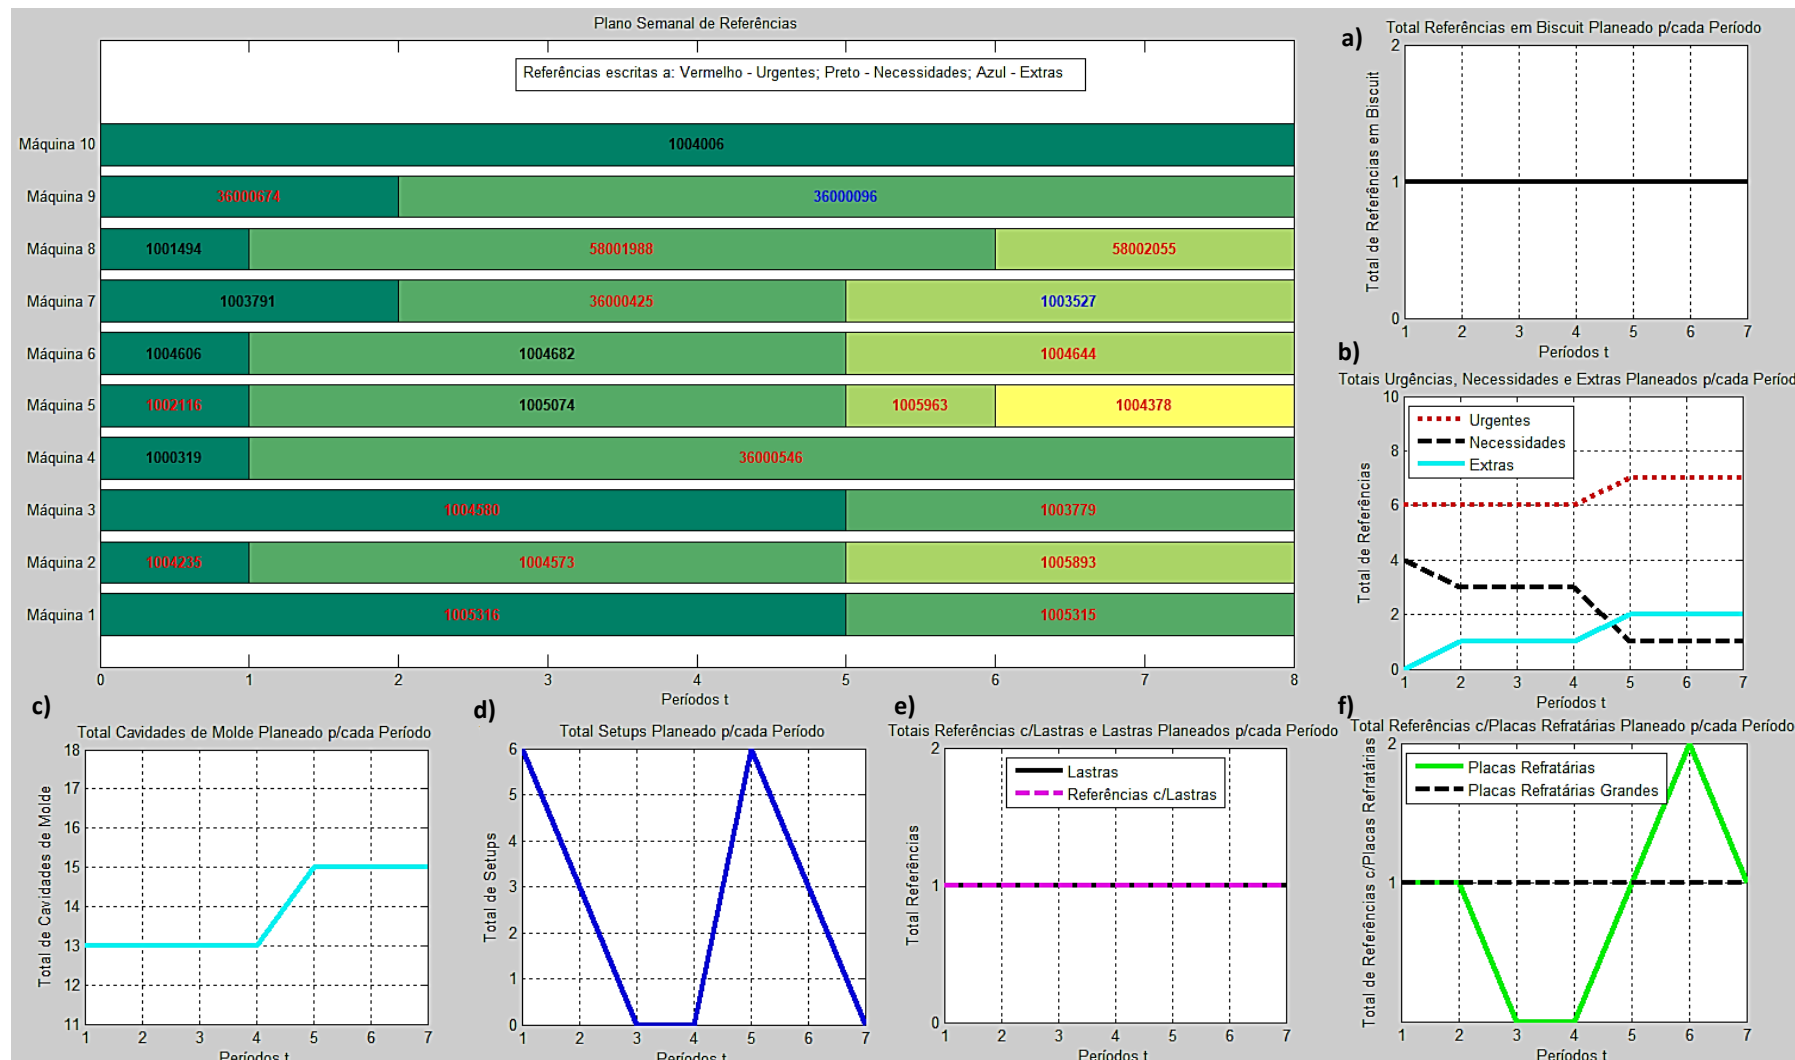 Plano Semanal de Referências
Referências escritas a: Vermelho - Urgentes; Preto - Necessidades; Azul - Extras
Máquina 10
1004006
Máquina 9
36000674
36000096
Máquina 8
1001494
58001988
58002055
Máquina 7
1003791
36000425
1003527
Máquina 6
1004606
1004682
1004644
Máquina 5
1002116
1005074
1005963
1004378
Máquina 4
1000319
36000546
Máquina 3
1004580
1003779
Máquina 2
1004235
1004573
1005893
Máquina 1
1005316
1005315
0 1 2 3 4 5 6 7 8
Períodos t
a)
Total Referências em Biscuit Planeado p/cada Período
Total de Referências em Biscuit
2
1
0
1 2 3 4 5 6 7
Períodos t
b)
Totais Urgências, Necessidades e Extras Planeados p/cada Períod
Total de Referências
10
8
6
4
2
0
Urgentes
Necessidades
Extras
1 2 3 4 5 6 7
Períodos t
c)
Total Cavidades de Molde Planeado p/cada Período
Total de Cavidades de Molde
18
17
16
15
14
13
12
11
1 2 3 4 5 6 7
Períodos t
d)
Total Setups Planeado p/cada Período
Total de Setups
6
5
4
3
2
1
0
1 2 3 4 5 6 7
Períodos t
e)
Totais Referências c/Lastras e Lastras Planeados p/cada Período
Total Referências
2
1
0
Lastras
Referências c/Lastras
1 2 3 4 5 6 7
Períodos t
f)
Total Referências c/Placas Refratárias Planeado p/cada Período
Total de Referências c/Placas Refratárias
2
1
0
Placas Refratárias
Placas Refratárias Grandes
1 2 3 4 5 6 7
Períodos t